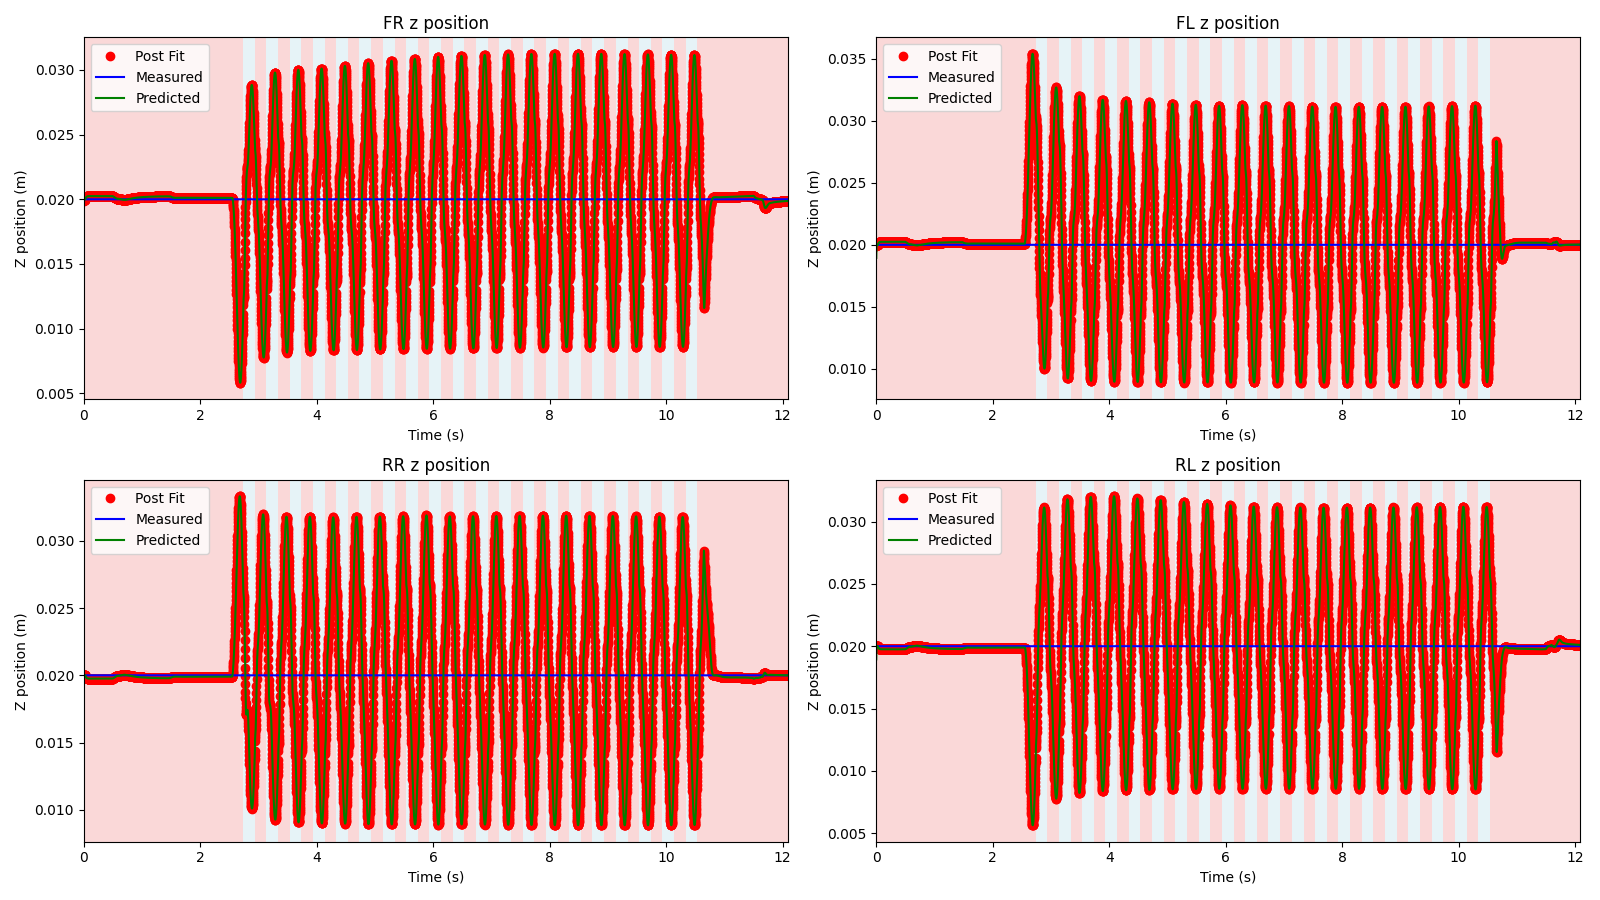 FR z position
Post Fit
Measured
Predicted
0.030
0.025
0.020
0.015
0.010
0.005
Z position (m)
0 2 4 6 8 10 12
Time (s)
FL z position
Post Fit
Measured
Predicted
0.035
0.030
0.025
0.020
0.015
0.010
Z position (m)
0 2 4 6 8 10 12
Time (s)
RR z position
Post Fit
Measured
Predicted
0.030
0.025
0.020
0.015
0.010
Z position (m)
0 2 4 6 8 10 12
Time (s)
RL z position
Post Fit
Measured
Predicted
0.030
0.025
0.020
0.015
0.010
0.005
Z position (m)
0 2 4 6 8 10 12
Time (s)